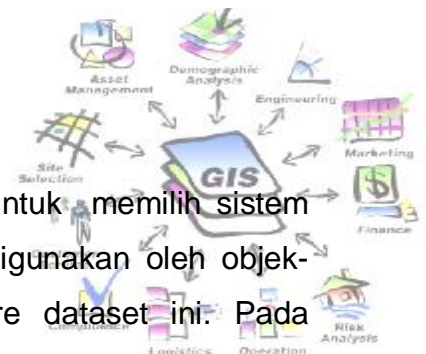 Asset
Management
Demographic
Analysis
Engineering
Marketing
Site
Selection
GIS
Finance
ntuk memilih sistem
igunakan oleh objek-
re dataset ini. Pada
Compliance
Risk
Analysis
Logistics
Operation